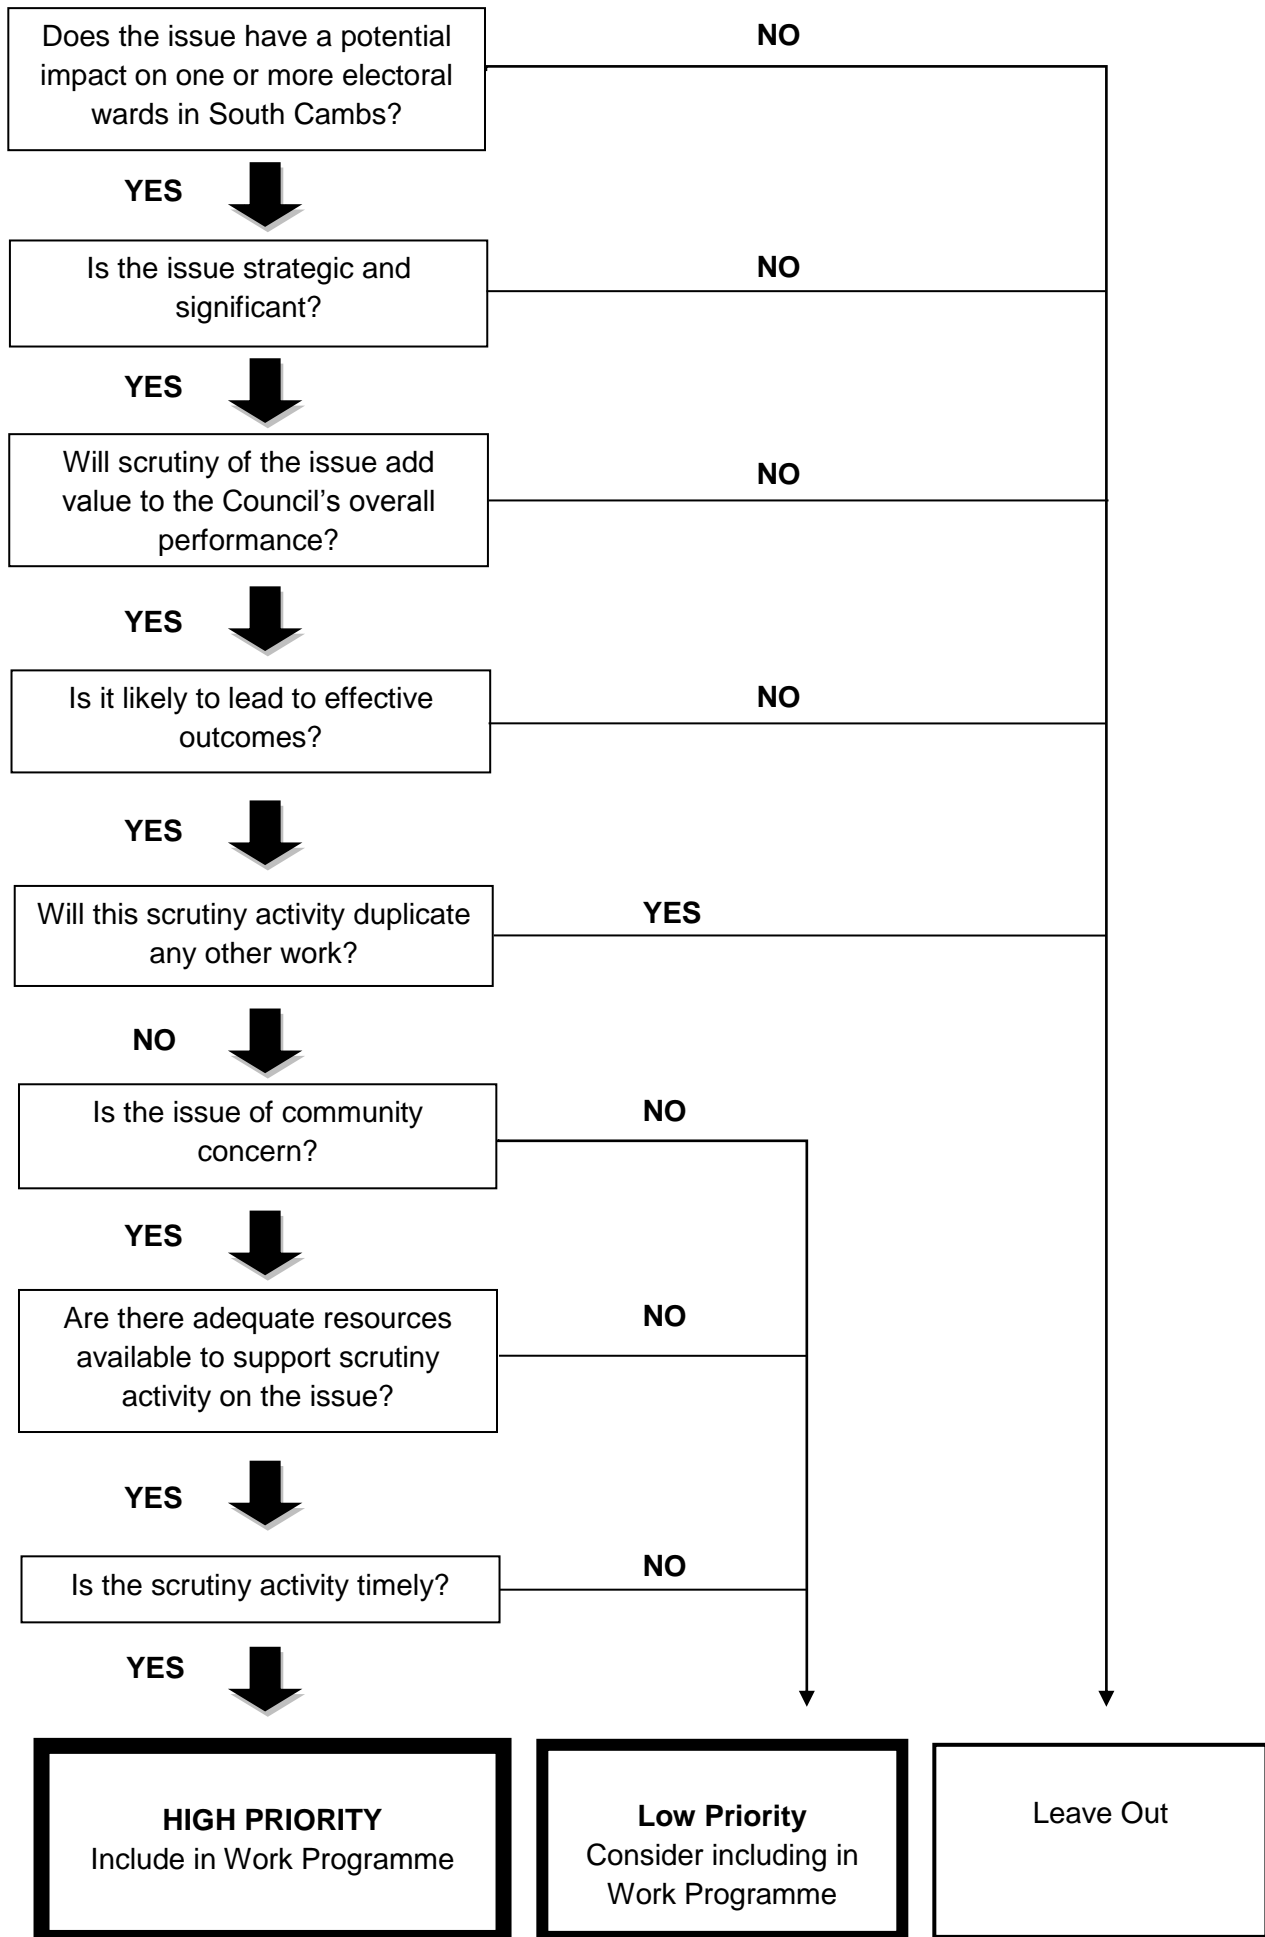 Does the issue have a potential
impact on one or more electoral
wards in South Cambs?
NO
YES
Is the issue strategic and
significant?
NO
YES
Will scrutiny of the issue add
value to the Council’s overall
performance?
NO
YES
Is it likely to lead to effective
outcomes?
NO
YES
Will this scrutiny activity duplicate
any other work?
YES
NO
Is the issue of community
concern?
NO
YES
Are there adequate resources
available to support scrutiny
activity on the issue?
NO
YES
Is the scrutiny activity timely?
NO
YES
HIGH PRIORITY
Include in Work Programme
Low Priority
Consider including in
Work Programme
Leave Out